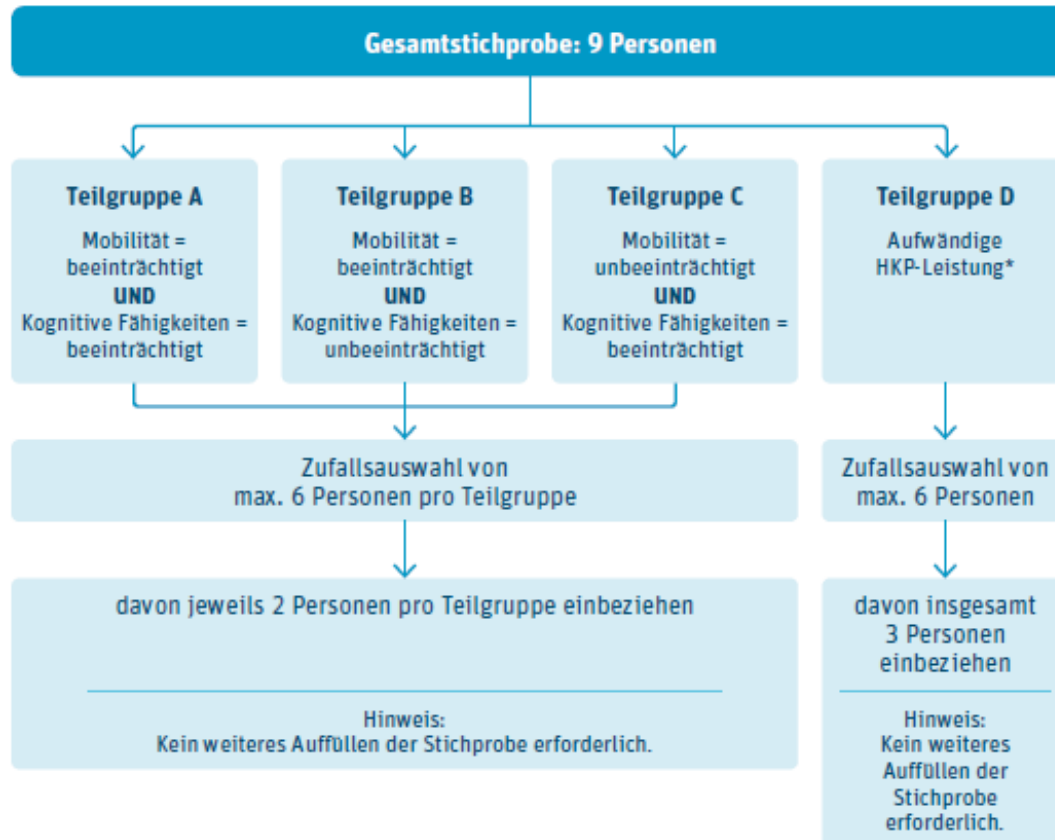 Gesamtstichprobe: 9 Personen
Teilgruppe A
Mobilität =
beeinträchtigt
UND
Kognitive Fähigkeiten =
beeinträchtigt
Teilgruppe B
Mobilität =
beeinträchtigt
UND
Kognitive Fähigkeiten =
unbeeinträchtigt
Teilgruppe C
Mobilität =
unbeeinträchtigt
UND
Kognitive Fähigkeiten =
beeinträchtigt
Teilgruppe D
Aufwändige
HKP-Leistung*
Zufallsauswahl von
max. 6 Personen pro Teilgruppe
Zufallsauswahl von
max. 6 Personen
davon jeweils 2 Personen pro Teilgruppe einbeziehen
Hinweis:
Kein weiteres Auffüllen der Stichprobe erforderlich.
davon insgesamt
3 Personen
einbeziehen
Hinweis:
Kein weiteres
Auffüllen der
Stichprobe
erforderlich.